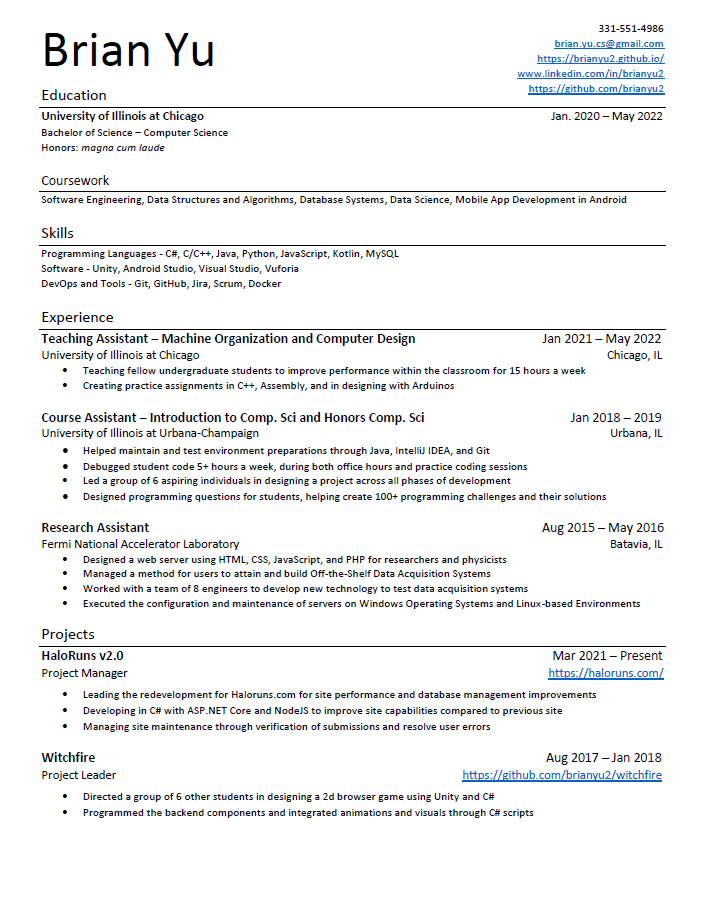 Brian Yu
331-551-4986
brian.yu.cs@gmail.com
https://brianyu2.github.io/
www.linkedin.com/in/brianyu2
https://github.com/brianyu2
Education
University of Illinois at Chicago Jan. 2020 – May 2022
Bachelor of Science – Computer Science
Honors: magna cum laude
Coursework
Software Engineering, Data Structures and Algorithms, Database Systems, Data Science, Mobile App Development in Android
Skills
Programming Languages - C#, C/C++, Java, Python, JavaScript, Kotlin, MySQL
Software - Unity, Android Studio, Visual Studio, Vuforia
DevOps and Tools - Git, GitHub, Jira, Scrum, Docker
Experience
Teaching Assistant – Machine Organization and Computer Design Jan 2021 – May 2022
University of Illinois at Chicago Chicago, IL
• Teaching fellow undergraduate students to improve performance within the classroom for 15 hours a week
• Creating practice assignments in C++, Assembly, and in designing with Arduinos
Course Assistant – Introduction to Comp. Sci and Honors Comp. Sci Jan 2018 – 2019
University of Illinois at Urbana-Champaign Urbana, IL
• Helped maintain and test environment preparations through Java, IntelliJ IDEA, and Git
• Debugged student code 5+ hours a week, during both office hours and practice coding sessions
• Led a group of 6 aspiring individuals in designing a project across all phases of development
• Designed programming questions for students, helping create 100+ programming challenges and their solutions
Research Assistant Aug 2015 – May 2016
Fermi National Accelerator Laboratory Batavia, IL
• Designed a web server using HTML, CSS, JavaScript, and PHP for researchers and physicists
• Managed a method for users to attain and build Off-the-Shelf Data Acquisition Systems
• Worked with a team of 8 engineers to develop new technology to test data acquisition systems
• Executed the configuration and maintenance of servers on Windows Operating Systems and Linux-based Environments
Projects
HaloRuns v2.0 Mar 2021 – Present
Project Manager https://haloruns.com/
• Leading the redevelopment for Haloruns.com for site performance and database management improvements
• Developing in C# with ASP.NET Core and NodeJS to improve site capabilities compared to previous site
• Managing site maintenance through verification of submissions and resolve user errors
Witchfire Aug 2017 – Jan 2018
Project Leader https://github.com/brianyu2/witchfire
• Directed a group of 6 other students in designing a 2d browser game using Unity and C#
• Programmed the backend components and integrated animations and visuals through C# scripts